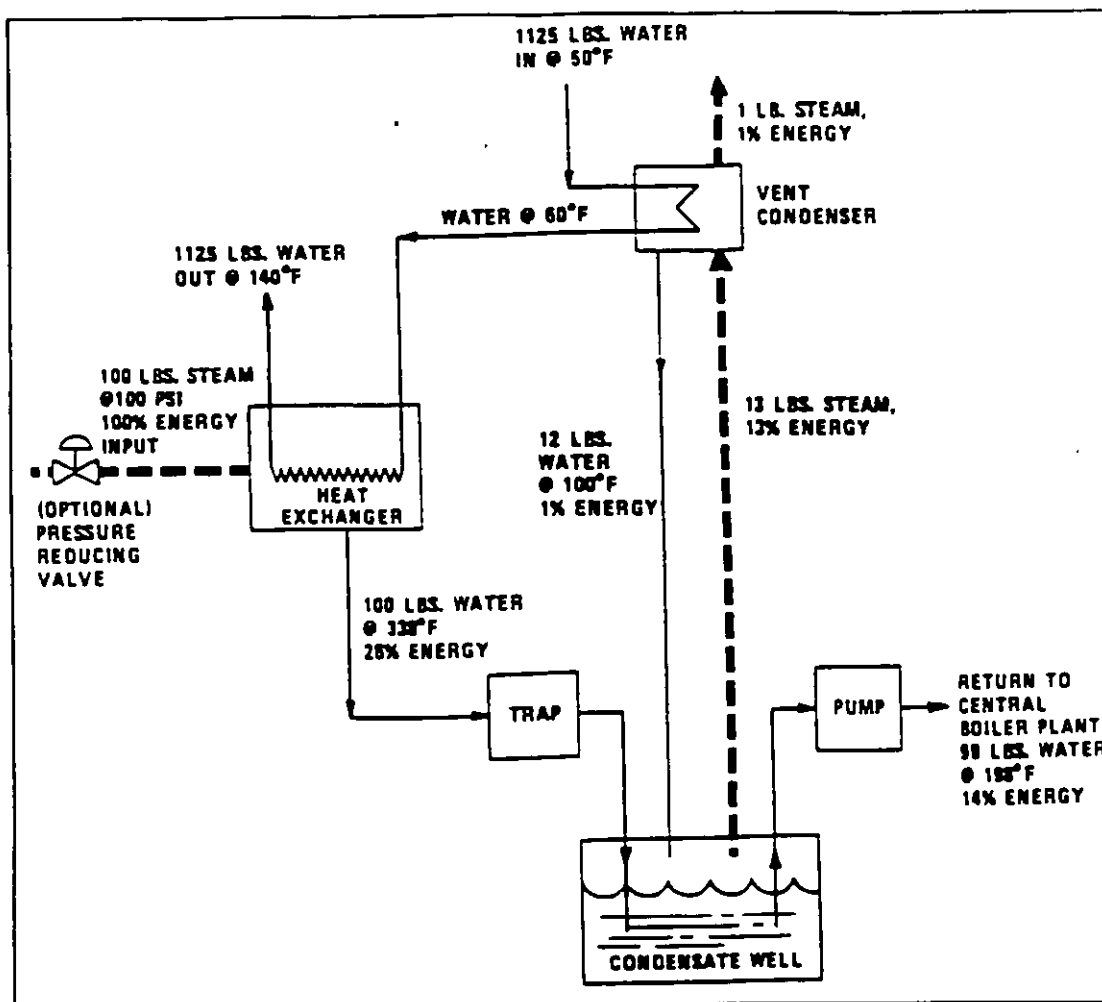 1125 LBS. WATER
IN @ 50°F
1 LB. STEAM,
1% ENERGY
VENT
CONDENSER
WATER @ 60°F
1125 LBS. WATER
OUT @ 140°F
100 LBS. STEAM
@100 PSI
100% ENERGY
INPUT
HEAT
EXCHANGER
(OPTIONAL)
PRESSURE
REDUCING
VALVE
13 LBS. STEAM,
13% ENERGY
12 LBS.
WATER
@ 100°F
1% ENERGY
100 LBS. WATER
@ 338°F
26% ENERGY
TRAP
PUMP
RETURN TO
CENTRAL
BOILER PLANT
LBS. WATER
@
14% ENERGY
CONDENSATE WELL